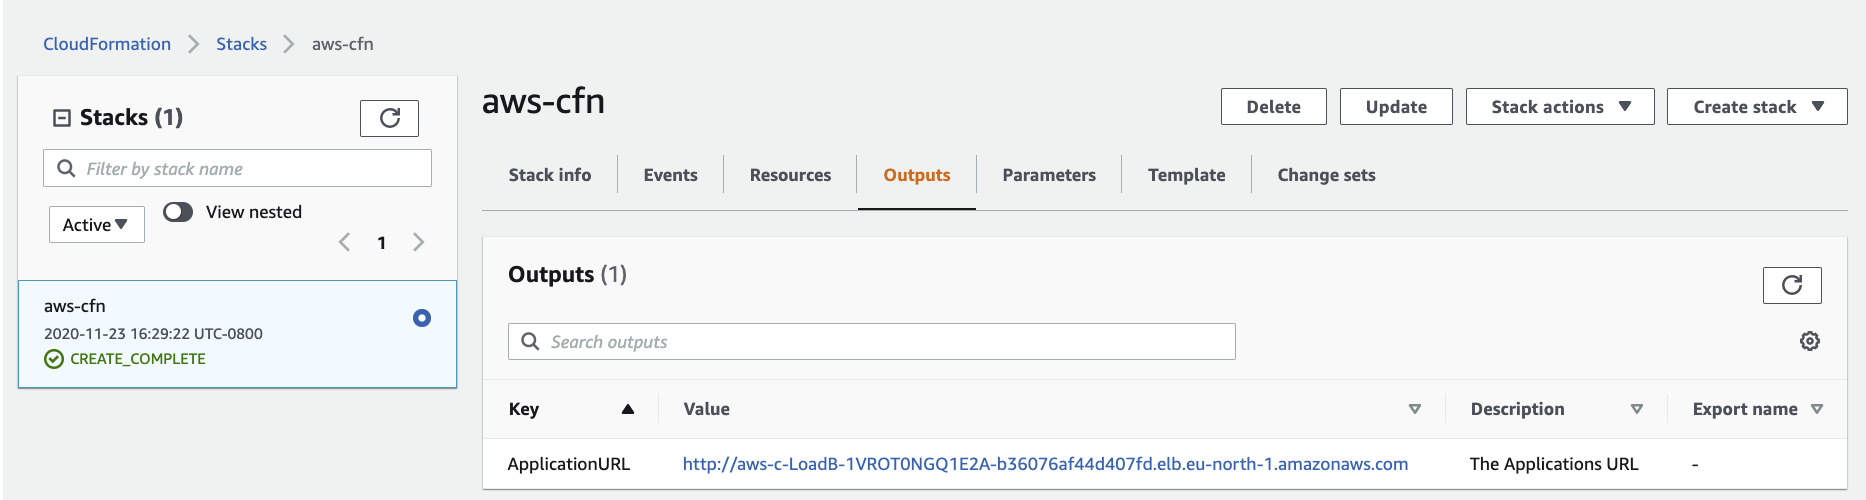 CloudFormation > Stacks > aws-cfn
Stacks (1)
Filter by stack name
Active
View nested
1
aws-cfn
2020-11-23 16:29:22 UTC-0800
CREATE_COMPLETE
aws-cfn
Delete
Update
Stack actions
Create stack
Stack info
Events
Resources
Outputs
Parameters
Template
Change sets
Outputs (1)
Search outputs
Key
Value
Description
Export name
ApplicationURL
http://aws-c-LoadB-1VROT0NGQ1E2A-b36076af44d407fd.elb.eu-north-1.amazonaws.com
The Applications URL
-